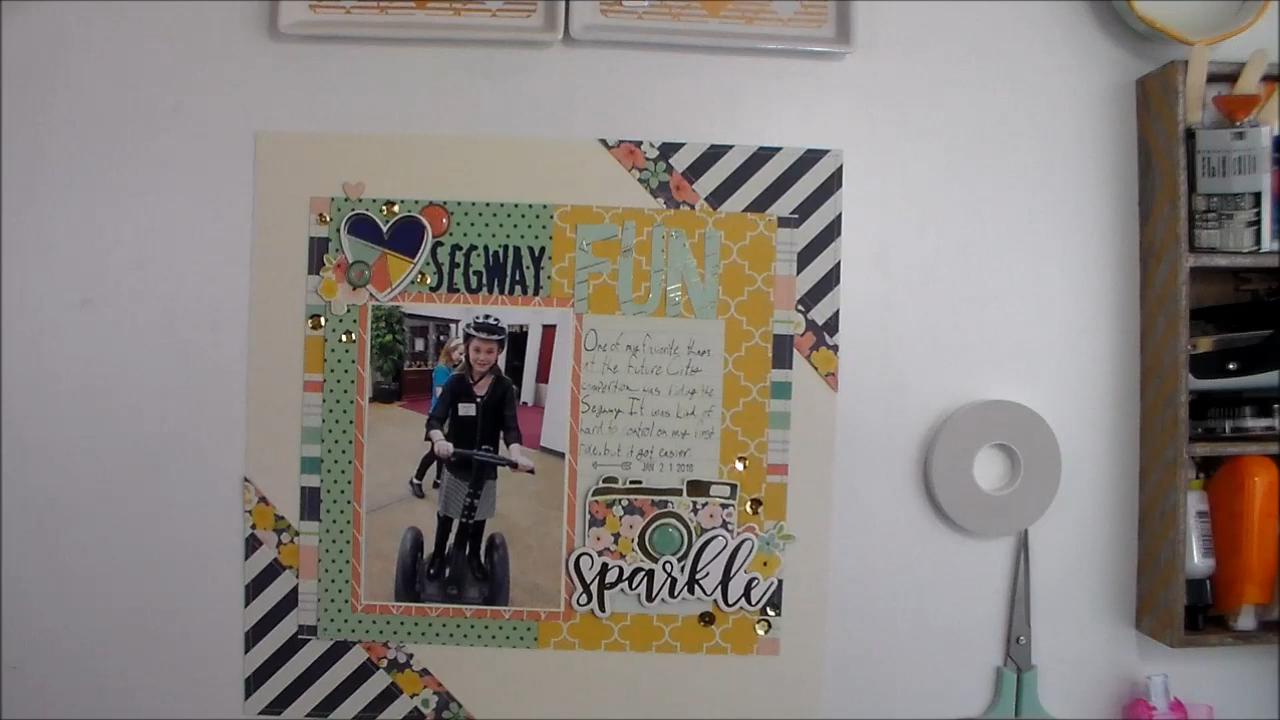 SEGWAY FUN
One of my favorite things
at the Future City
competition was riding the
Segway. It was kind of
hard to control on my first
ride, but it got easier.
JAN 21 2016
sparkle